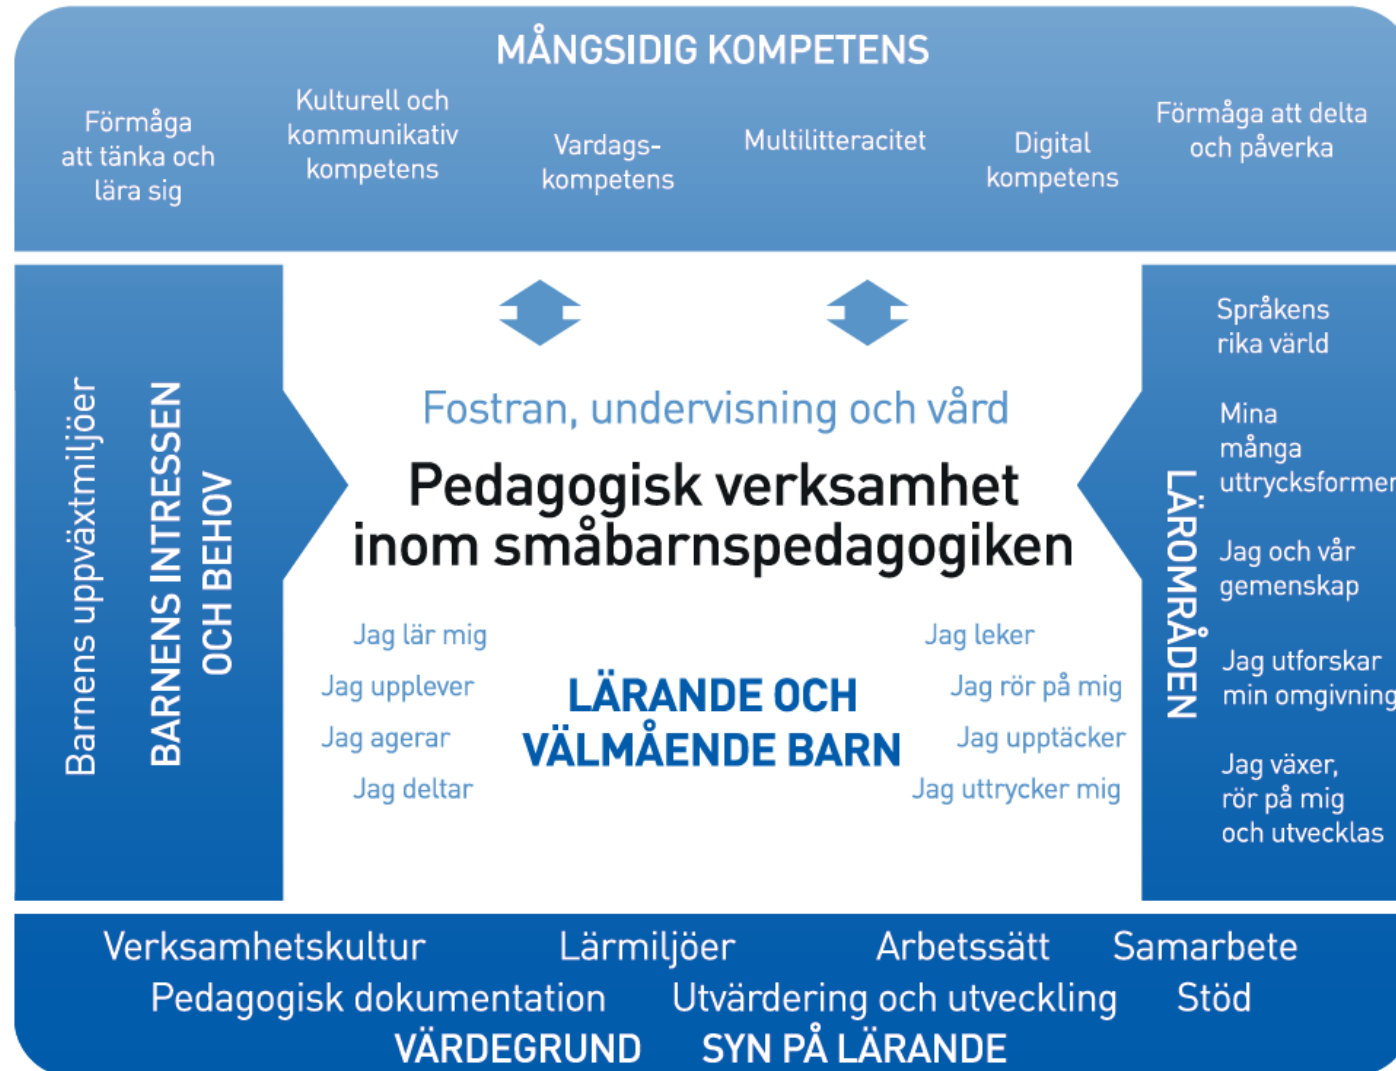 MÅNGSIDIG KOMPETENS
Förmåga
att tänka och
lära sig
Kulturell och
kommunikativ
kompetens
Vardags-
kompetens
Multilitteracitet
Digital
kompetens
Förmåga att delta
och påverka
Barnens uppväxtmiljöer
BARNENS INTRESSEN
OCH BEHOV
Fostran, undervisning och vård
Pedagogisk verksamhet
inom småbarnspedagogiken
Jag lär mig
Jag upplever
Jag agerar
Jag deltar
LÄRANDE OCH
VÄLMÅENDE BARN
Jag leker
Jag rör på mig
Jag upptäcker
Jag uttrycker mig
LÄROMRÅDEN
Språkens
rika värld
Mina
många
uttrycksformer
Jag och vår
gemenskap
Jag utforskar
min omgivning
Jag växer,
rör på mig
och utvecklas
Verksamhetskultur Lärmiljöer Arbetssätt Samarbete
Pedagogisk dokumentation Utvärdering och utveckling Stöd
VÄRDEGRUND SYN PÅ LÄRANDE